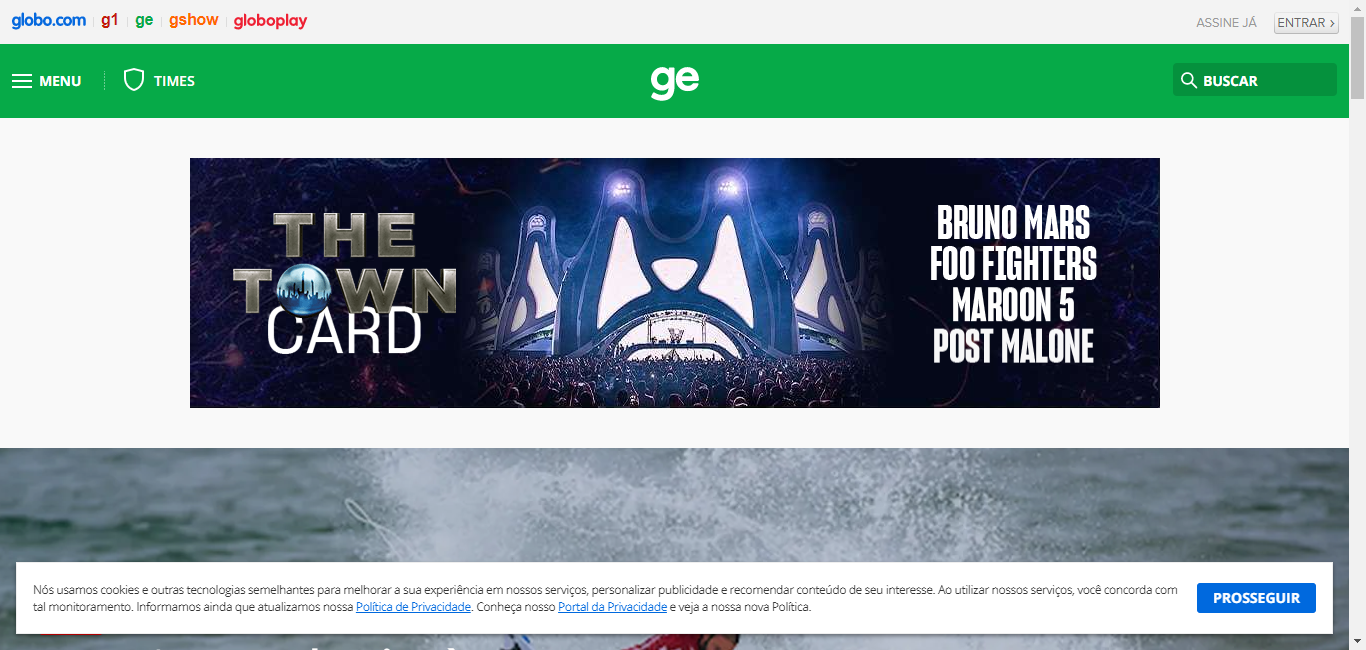 globo.com g1 ge gshow globoplay ASSINE JÁ ENTRAR ›
MENU TIMES ge BUSCAR
THE
TOWN
CARD
BRUNO MARS
FOO FIGHTERS
MAROON 5
POST MALONE
Nós usamos cookies e outras tecnologias semelhantes para melhorar a sua experiência em nossos serviços, personalizar publicidade e recomendar conteúdo de seu interesse. Ao utilizar nossos serviços, você concorda com
tal monitoramento. Informamos ainda que atualizamos nossa Política de Privacidade. Conheça nosso Portal da Privacidade e veja a nossa nova Política.
PROSSEGUIR